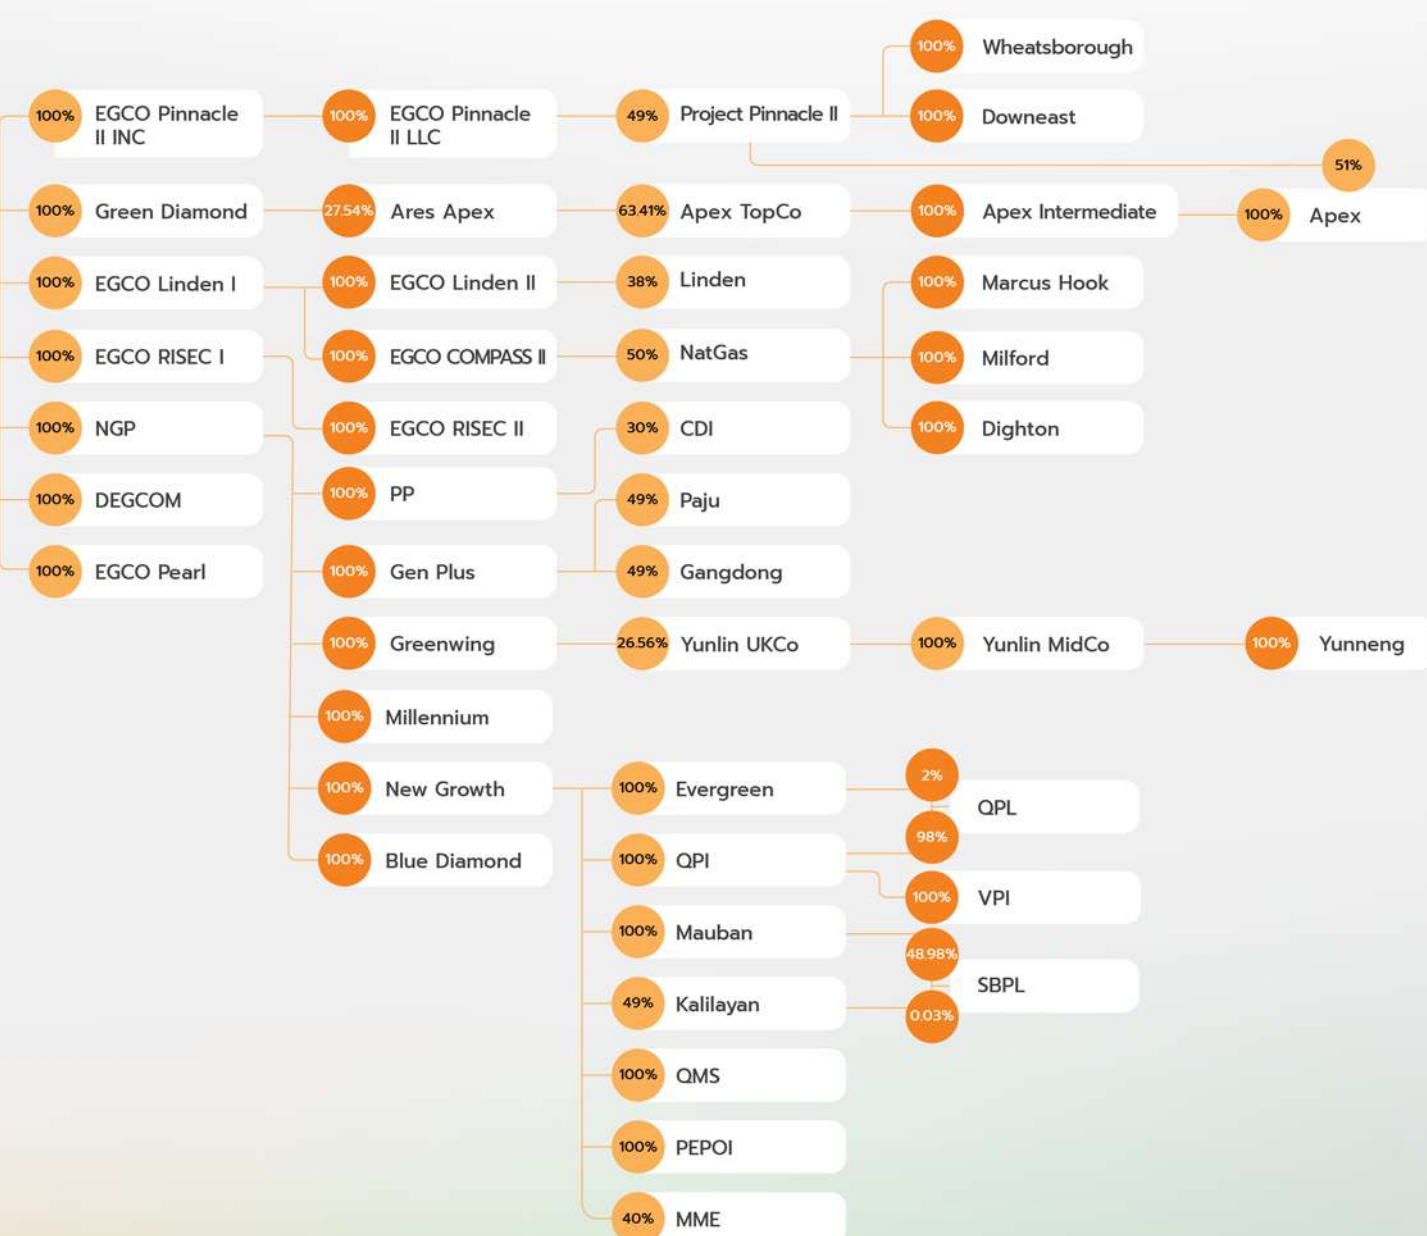 100% Wheatsborough
100% EGCO Pinnacle
II INC
100% EGCO Pinnacle
II LLC
49% Project Pinnacle II
100% Downeast
51%
100% Green Diamond
27.54% Ares Apex
63.41% Apex TopCo
100% Apex Intermediate
100% Apex
100% EGCO Linden I
100% EGCO Linden II
38% Linden
100% Marcus Hook
100% EGCO RISEC I
100% EGCO COMPASS II
50% NatGas
100% Milford
100% NGP
100% EGCO RISEC II
30% CDI
100% Dighton
100% DEGCOM
100% PP
49% Paju
100% EGCO Pearl
100% Gen Plus
49% Gangdong
100% Greenwing
26.56% Yunlin UKCo
100% Yunlin MidCo
100% Yunneng
100% Millennium
100% New Growth
100% Evergreen
2%
QPL
98%
100% Blue Diamond
100% QPI
100% VPI
100% Mauban
48.98%
SBPL
49% Kalilayan
0.03%
100% QMS
100% PEPOI
40% MME